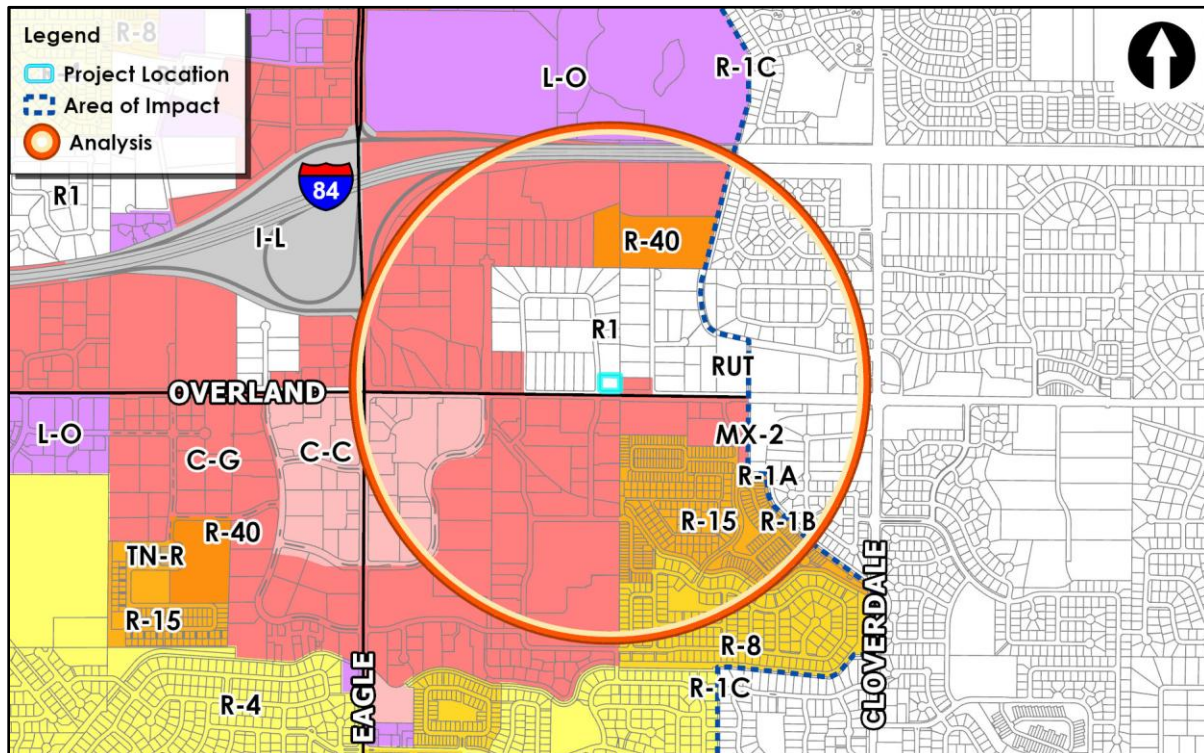 Legend
Project Location
Area of Impact
Analysis
R-8
R-1C
L-O
R1
84
I-L
R-40
R1
RUT
OVERLAND
L-O
C-G
C-C
MX-2
R-1A
R-40
R-15
R-1B
TN-R
R-15
R-8
R-1C
R-4
EAGLE
CLOVERDALE